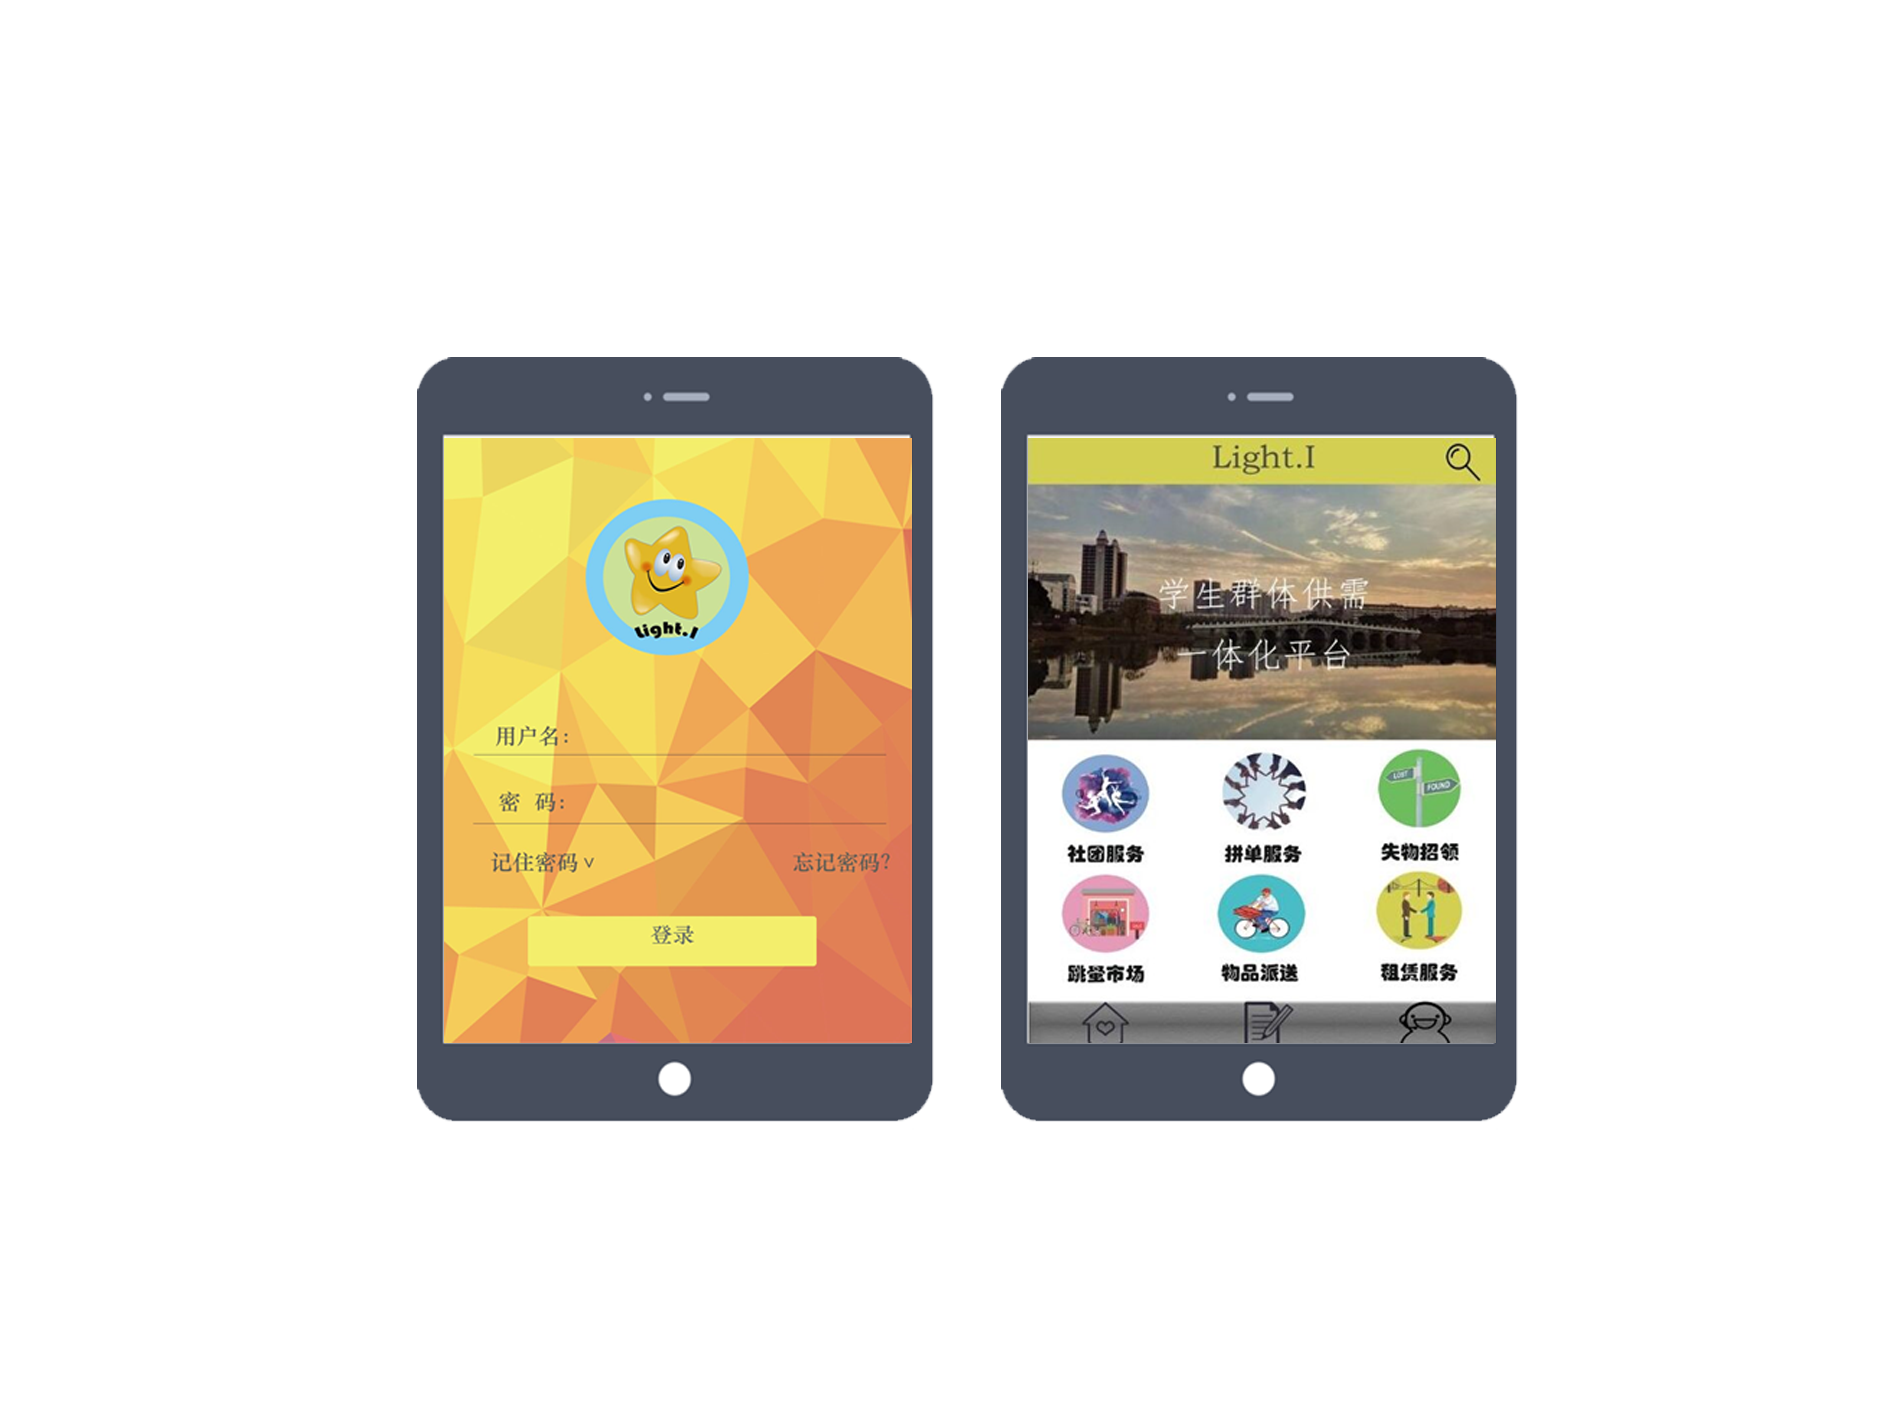 Light.I
用户名:
密 码:
记住密码 ∨
忘记密码?
登录
Light.I
学生群体供需
一体化平台
LOST
FOUND
社团服务
拼单服务
失物招领
跳蚤市场
物品派送
租赁服务